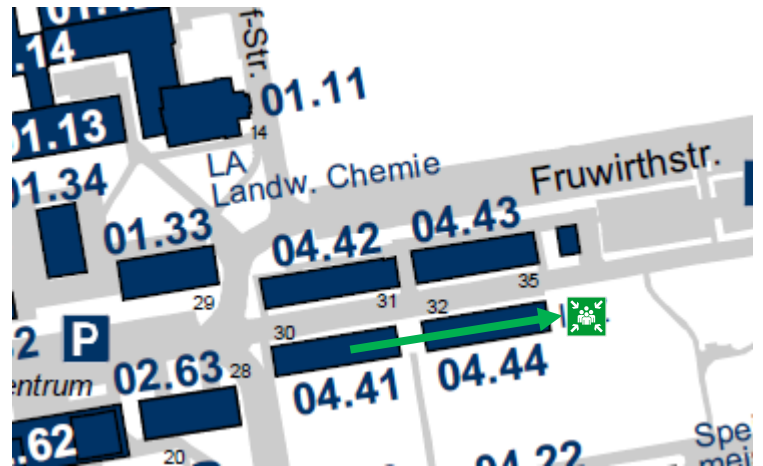 .14
f-Str.
01.11
01.13
14
LA
Landw. Chemie
Fruwirthstr.
01.34
01.33
04.42
04.43
29
31
32
35
P
30
28
02.63
04.41
04.44
entrum
.62
20
04.22
Spe
mei